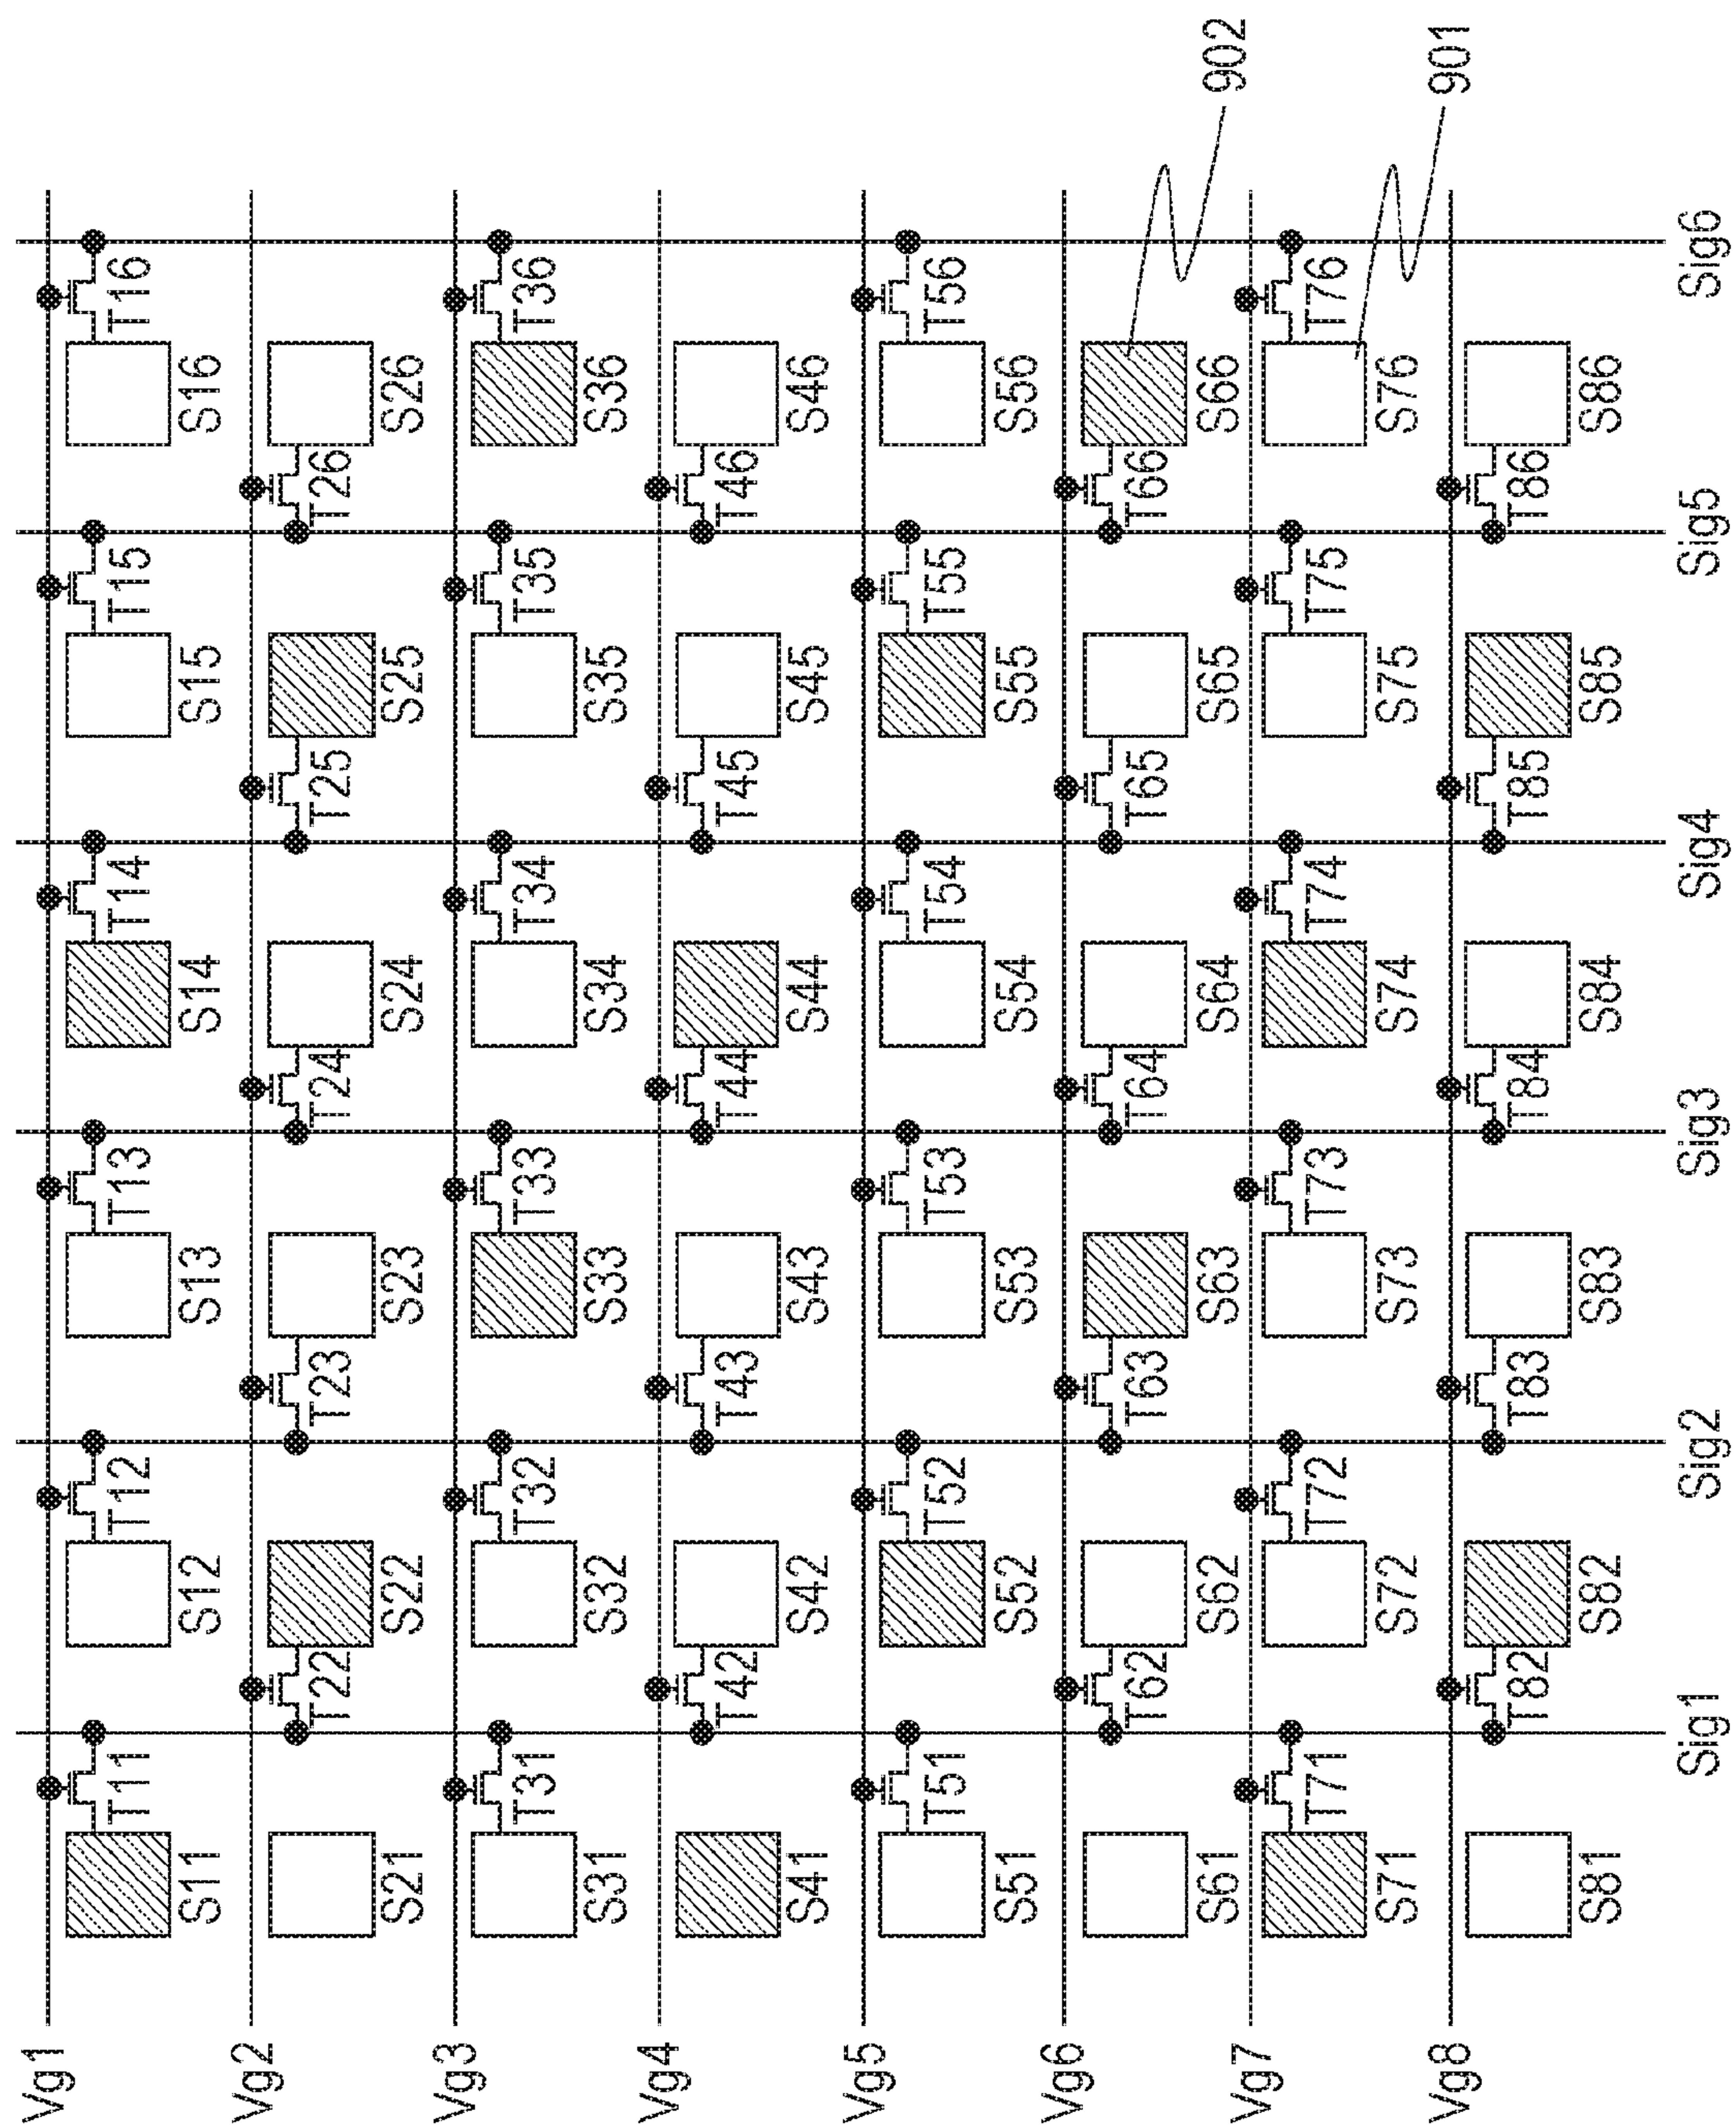 Vg1
T11 T12 T13 T14 T15 T16
S11 S12 S13 S14 S15 S16
Vg2
T22 T23 T24 T25 T26
S21 S22 S23 S24 S25 S26
Vg3
T31 T32 T33 T34 T35 T36
S31 S32 S33 S34 S35 S36
Vg4
T42 T43 T44 T45 T46
S41 S42 S43 S44 S45 S46
Vg5
T51 T52 T53 T54 T55 T56
S51 S52 S53 S54 S55 S56
Vg6
T62 T63 T64 T65 T66
S61 S62 S63 S64 S65 S66
902
Vg7
T71 T72 T73 T74 T75 T76
S71 S72 S73 S74 S75 S76
Vg8
901
T82 T83 T84 T85 T86
S81 S82 S83 S84 S85 S86
Sig1 Sig2 Sig3 Sig4 Sig5 Sig6